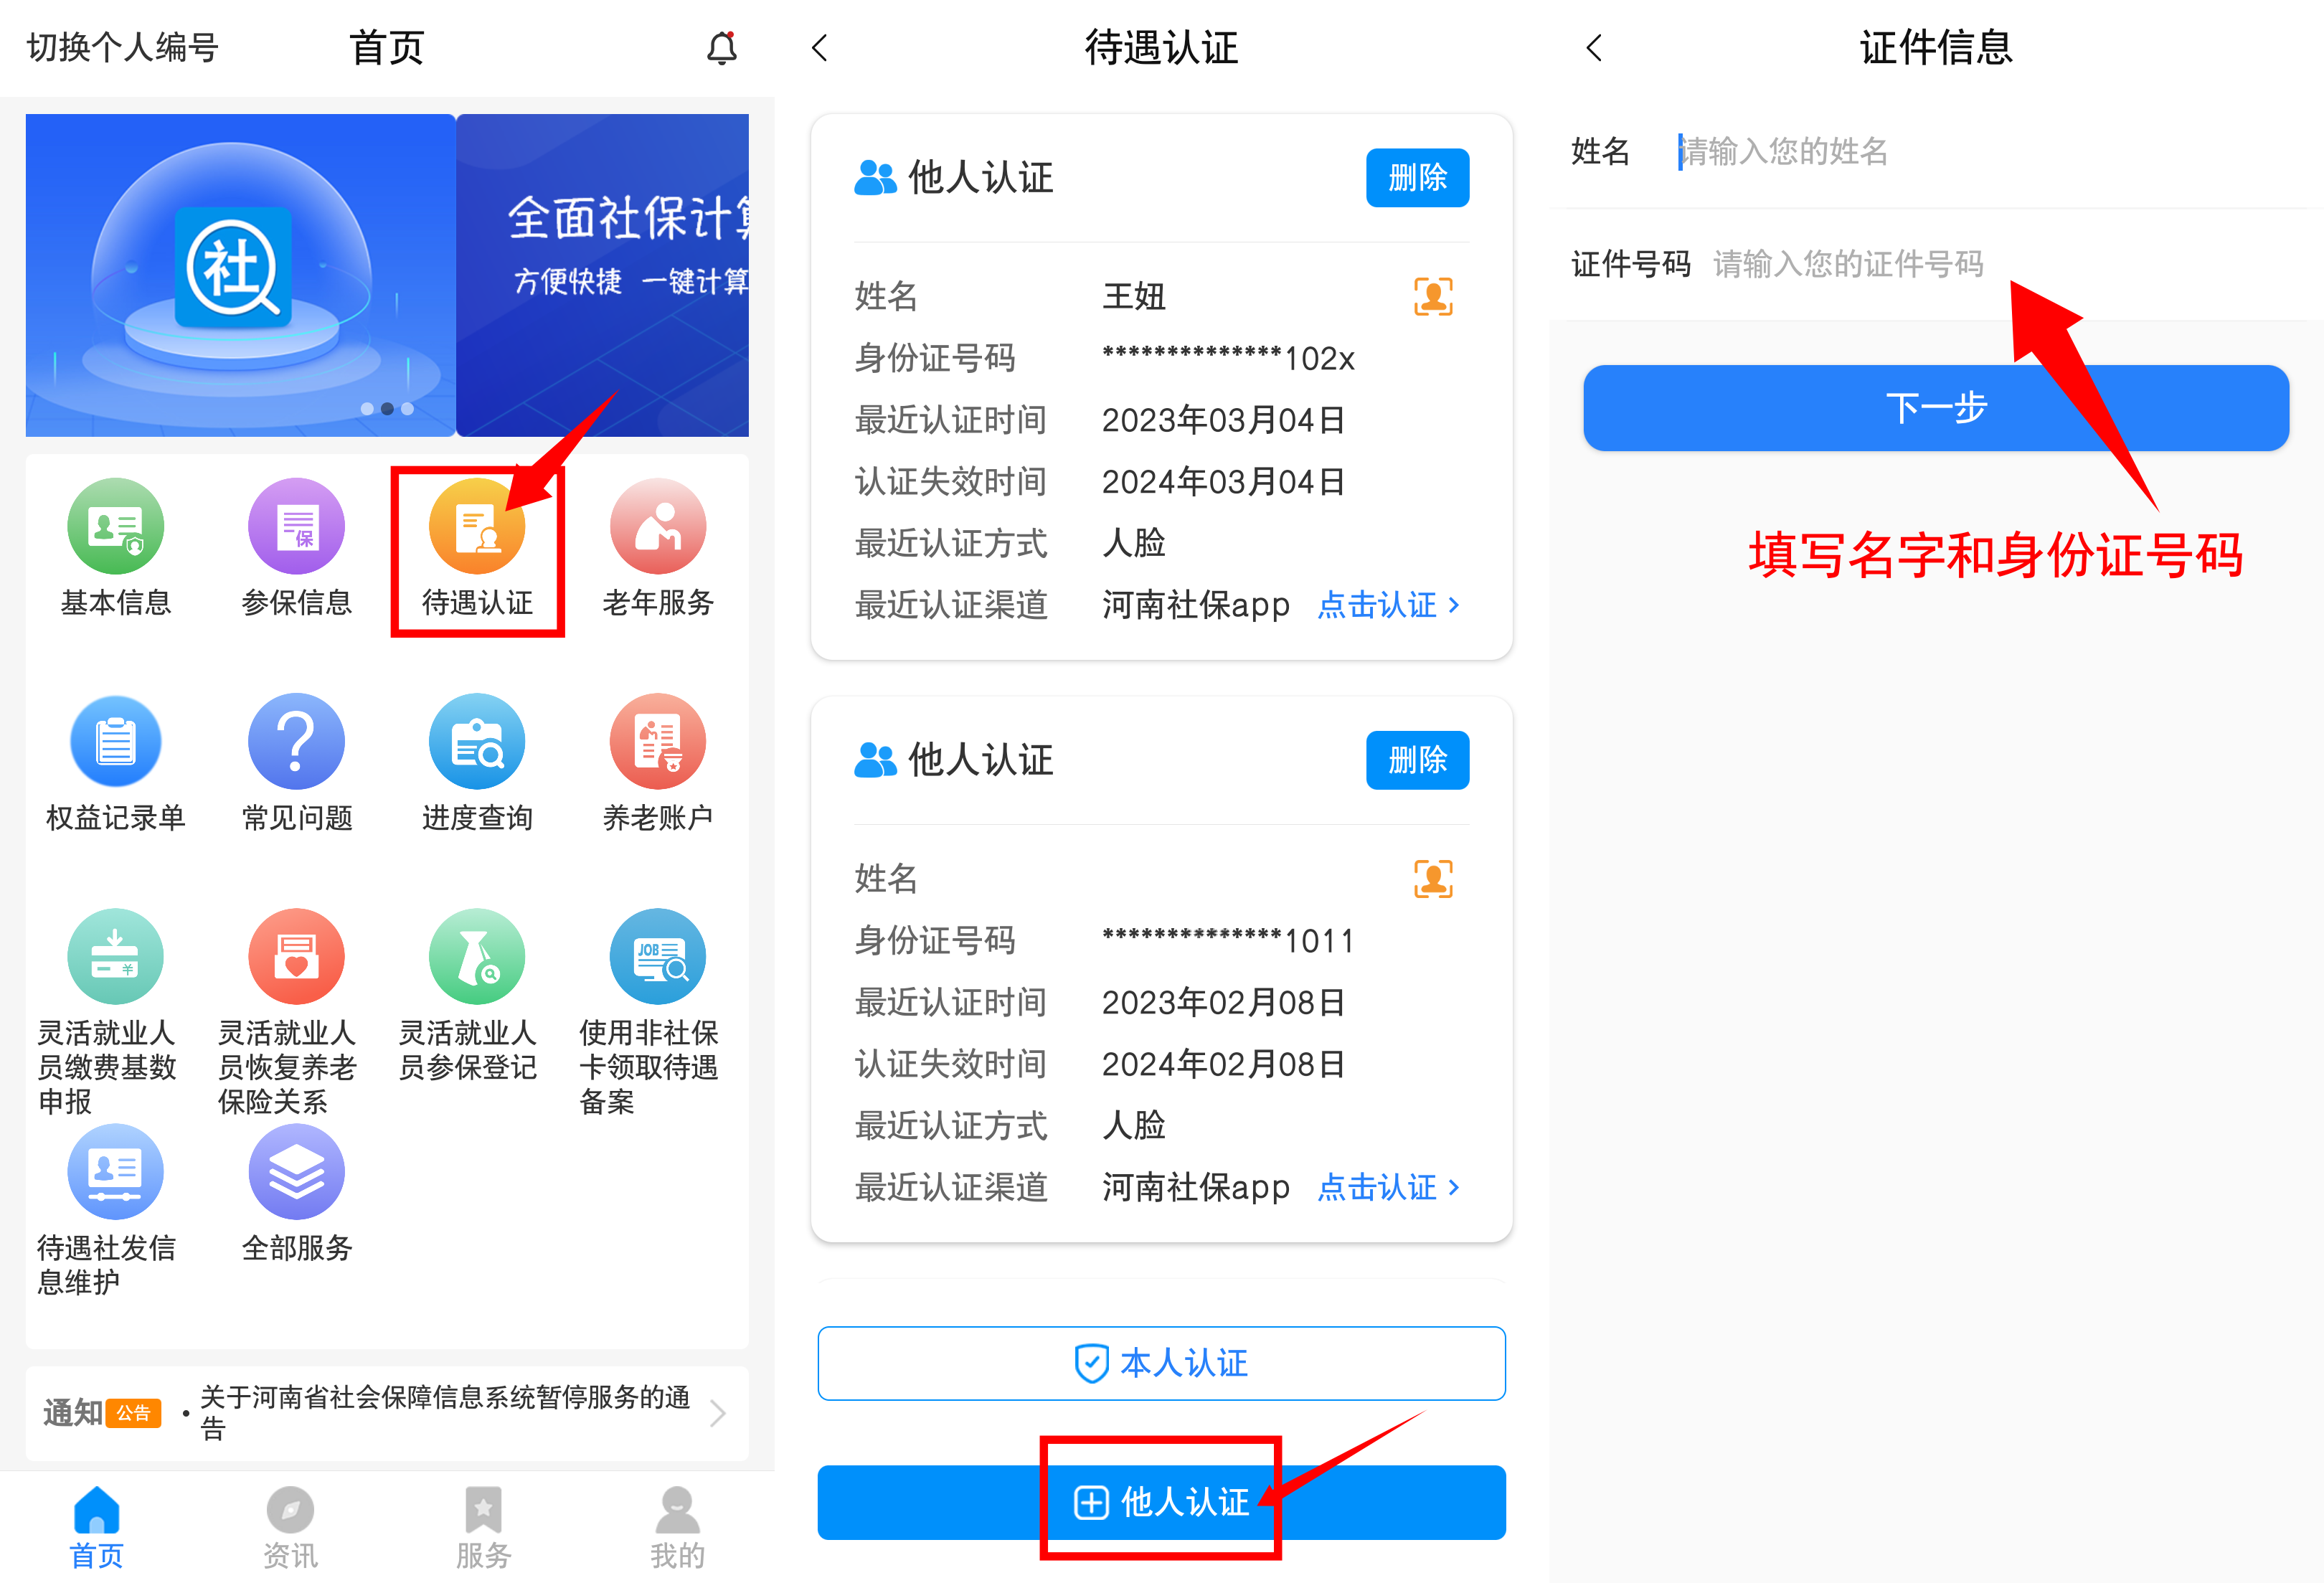 切换个人编号
首页
社
全面社保计算
方便快捷 一键计算
保
基本信息
参保信息
待遇认证
老年服务
权益记录单
常见问题
进度查询
养老账户
¥
JOB
灵活就业人
员缴费基数
申报
灵活就业人
员恢复养老
保险关系
灵活就业人
员参保登记
使用非社保
卡领取待遇
备案
待遇社发信
息维护
全部服务
通知 公告 • 关于河南省社会保障信息系统暂停服务的通
告
首页
资讯
服务
我的
待遇认证
他人认证 删除
姓名 王妞
身份证号码 **************102x
最近认证时间 2023年03月04日
认证失效时间 2024年03月04日
最近认证方式 人脸
最近认证渠道 河南社保app 点击认证 >
他人认证 删除
姓名
身份证号码 **************1011
最近认证时间 2023年02月08日
认证失效时间 2024年02月08日
最近认证方式 人脸
最近认证渠道 河南社保app 点击认证 >
本人认证
他人认证
证件信息
姓名 请输入您的姓名
证件号码 请输入您的证件号码
下一步
填写名字和身份证号码